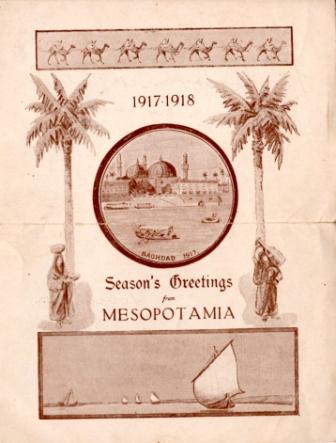 1917-1918
BAGHDAD 1917.
Season's Greetings
from
MESOPOTAMIA